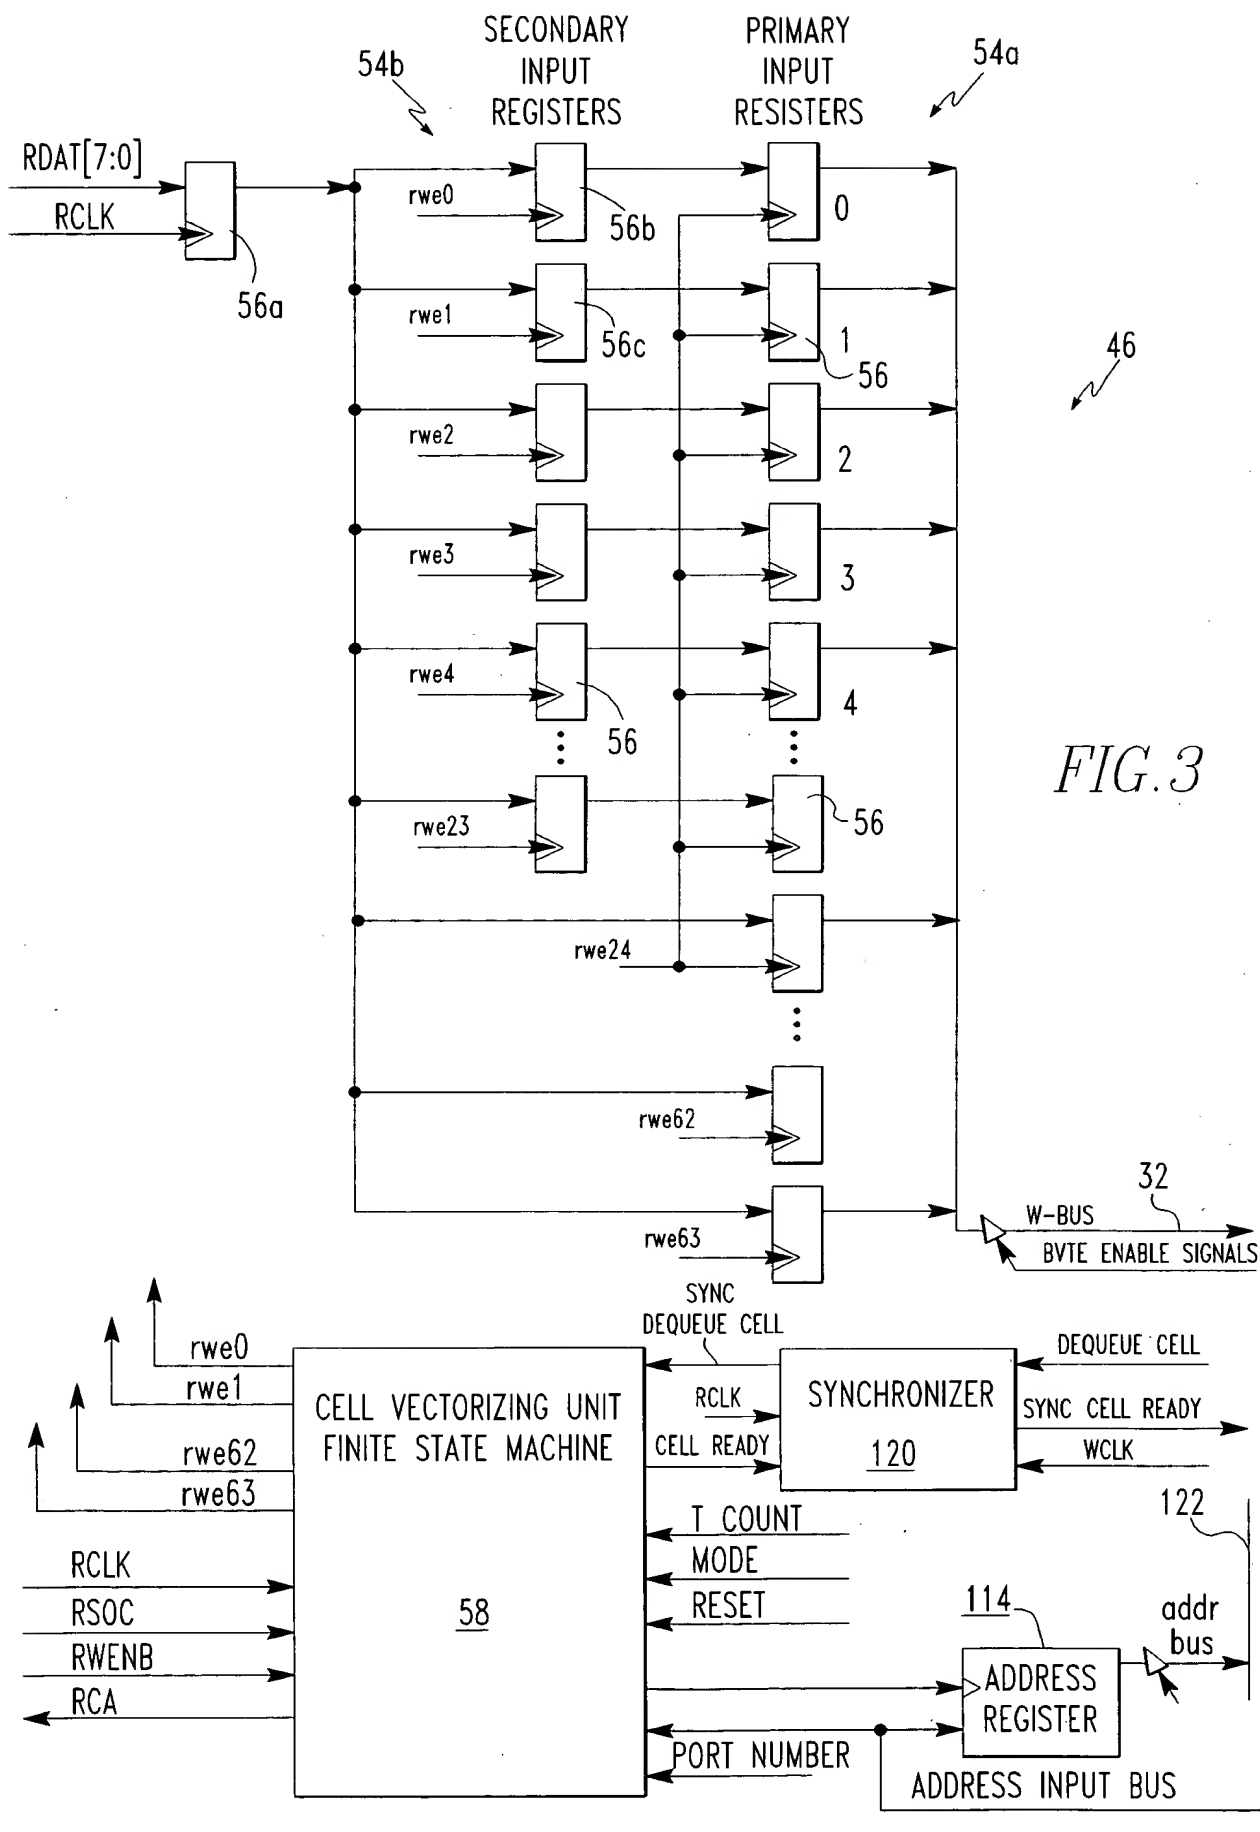 SECONDARY
INPUT
REGISTERS
PRIMARY
INPUT
RESISTERS
54b
54a
RDAT[7:0]
RCLK
56a
rwe0
56b
0
rwe1
56c
1
56
46
rwe2
2
rwe3
3
rwe4
56
4
FIG.3
rwe23
56
rwe24
rwe62
rwe63
32
W-BUS
BVTE ENABLE SIGNALS
rwe0
rwe1
rwe62
rwe63
RCLK
RSOC
RWENB
RCA
CELL VECTORIZING UNIT
FINITE STATE MACHINE
58
SYNC
DEQUEUE CELL
RCLK
CELL READY
SYNCHRONIZER
120
DEQUEUE CELL
SYNC CELL READY
WCLK
T COUNT
MODE
RESET
122
114
addr
bus
ADDRESS
REGISTER
PORT NUMBER
ADDRESS INPUT BUS